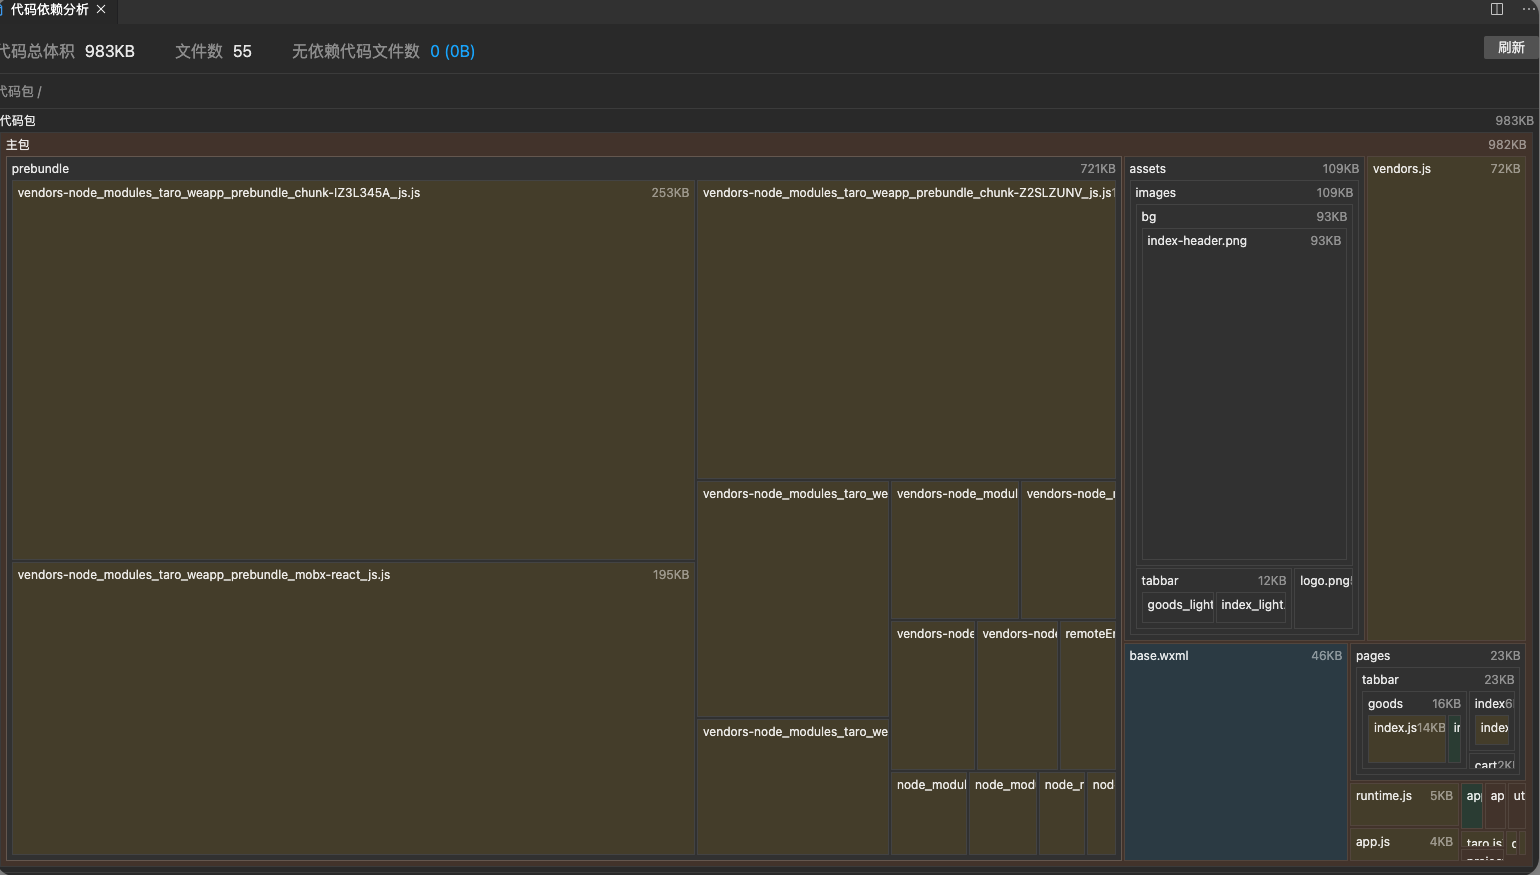 代码依赖分析
代码总体积 983KB 文件数 55 无依赖代码文件数 0 (0B)
刷新
代码包 /
代码包 983KB
主包 982KB
prebundle 721KB
vendors-node_modules_taro_weapp_prebundle_chunk-IZ3L345A_js.js 253KB
vendors-node_modules_taro_weapp_prebundle_chunk-Z2SLZUNV_js.js
vendors-node_modules_taro_we
vendors-node_modul
vendors-node_
vendors-node_modules_taro_weapp_prebundle_mobx-react_js.js 195KB
vendors-node
vendors-nod
remoteE
vendors-node_modules_taro_we
node_modul
node_mod
node_r
nod
assets 109KB
images 109KB
bg 93KB
index-header.png 93KB
tabbar 12KB
goods_light
index_light.
logo.png
vendors.js 72KB
base.wxml 46KB
pages 23KB
tabbar 23KB
goods 16KB
index.js 14KB
index
index
cart 2K
runtime.js 5KB
ap
ut
app.js 4KB
taro.js